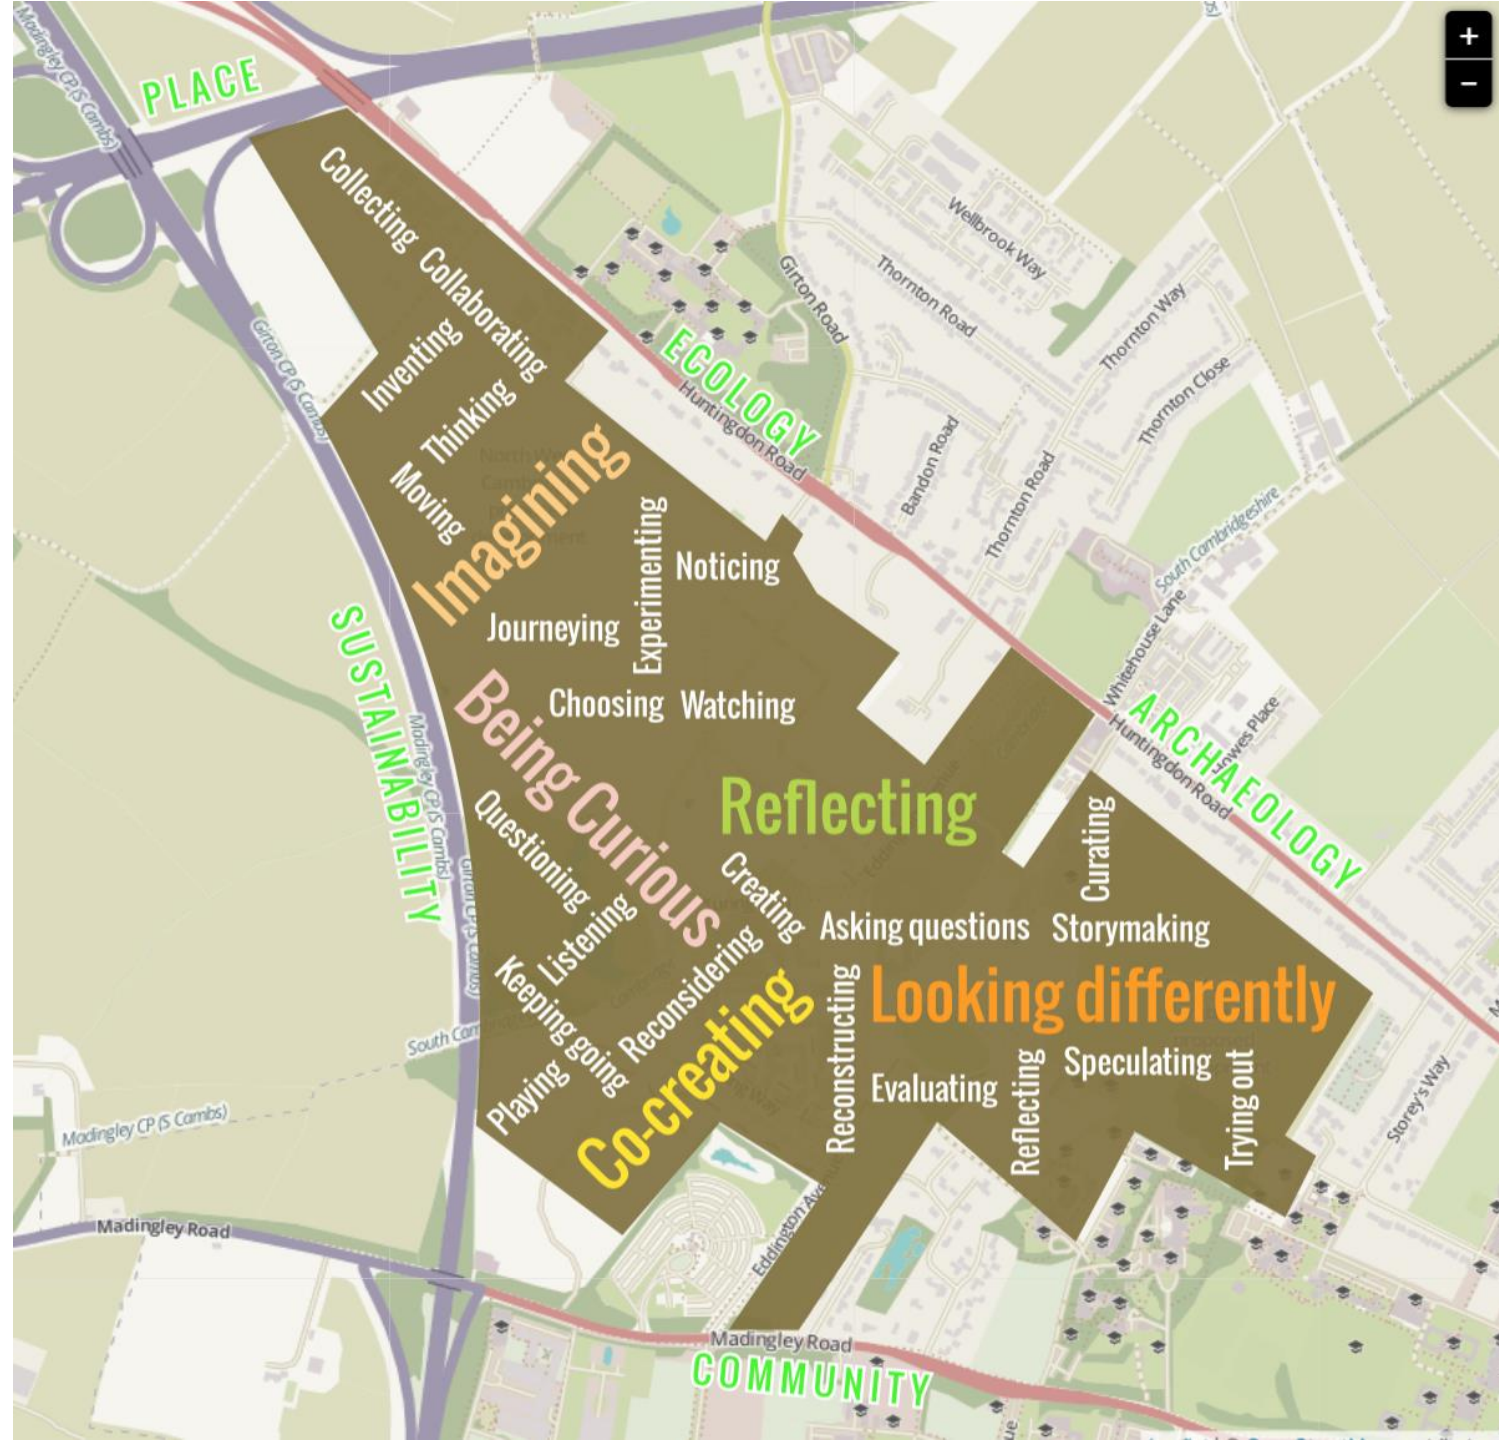 Madingley CP (S Cambs)
PLACE
+
−
Collecting
Collaborating
Wellbrook Way
Girton Road
Thornton Road
Thornton Way
Inventing
Girton CP (S Cambs)
ECOLOGY
Huntingdon Road
Thornton Close
Thinking
Bandon Road
Thornton Road
Moving
Imagining
Experimenting
Noticing
South Cambridgeshire
Whitehouse Lane
Journeying
SUSTAINABILITY
Being Curious
Choosing
Watching
Madingley CP (S Cambs)
ARCHAEOLOGY
Huntingdon Road
Howes Place
Reflecting
Questioning
Curating
Creating
Listening
Asking questions
Storymaking
Girton CP (S Cambs)
Keeping going
Reconsidering
Co-creating
Reconstructing
Looking differently
South Cam
Playing
Evaluating
Reflecting
Speculating
Trying out
Storey's Way
Madingley CP (S Cambs)
Madingley Road
Eddington Avenue
Madingley Road
COMMUNITY